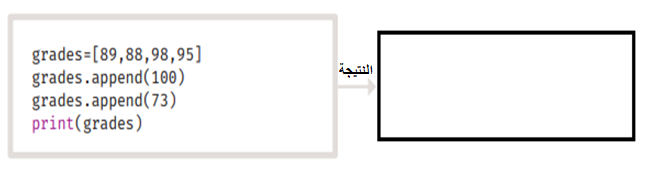 grades=[89,88,98,95]
grades.append(100)
grades.append(73)
print(grades)
النتيجة